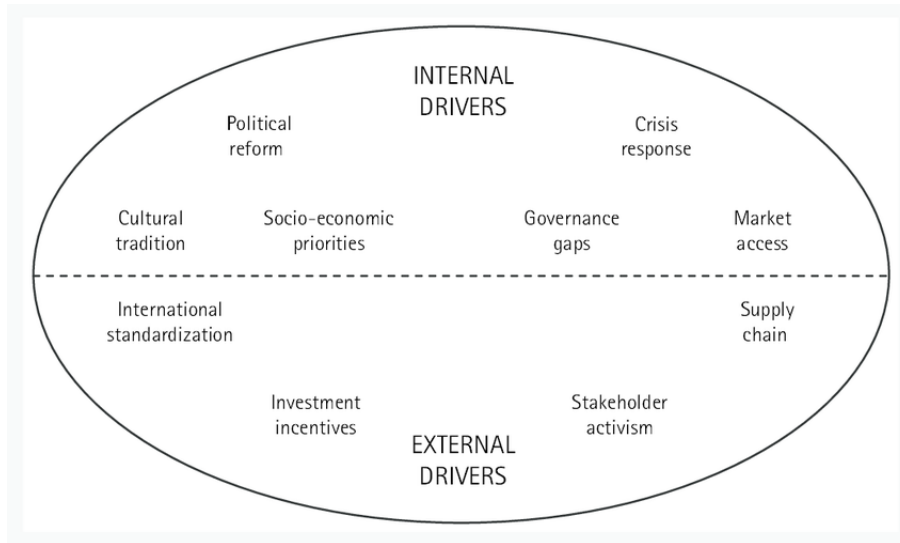 INTERNAL
DRIVERS
Political
reform
Crisis
response
Cultural
tradition
Socio-economic
priorities
Governance
gaps
Market
access
International
standardization
Supply
chain
Investment
incentives
Stakeholder
activism
EXTERNAL
DRIVERS